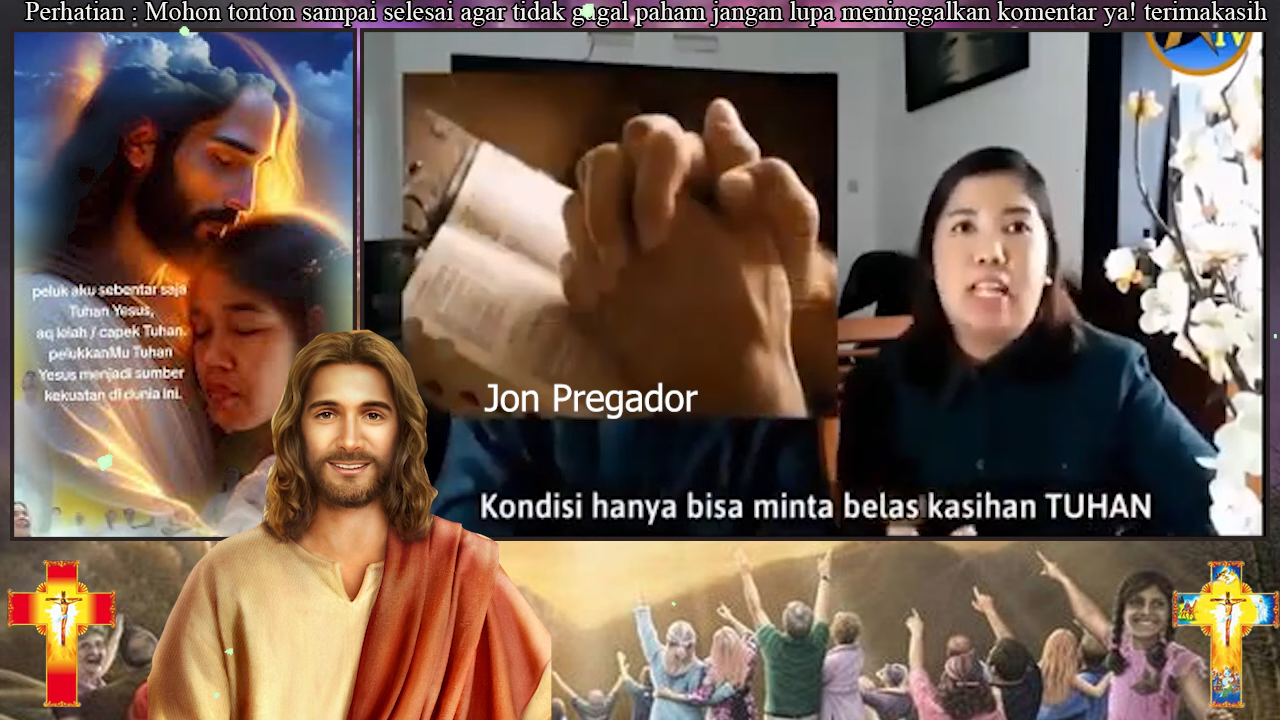 Perhatian : Mohon tonton sampai selesai agar tidak gagal paham jangan lupa meninggalkan komentar ya! terimakasih
peluk aku sebentar saja
Tuhan Yesus,
aq lelah / capek Tuhan.
pelukkanMu Tuhan
Yesus menjadi sumber
kekuatan di dunia ini.
Jon Pregador
Kondisi hanya bisa minta belas kasihan TUHAN